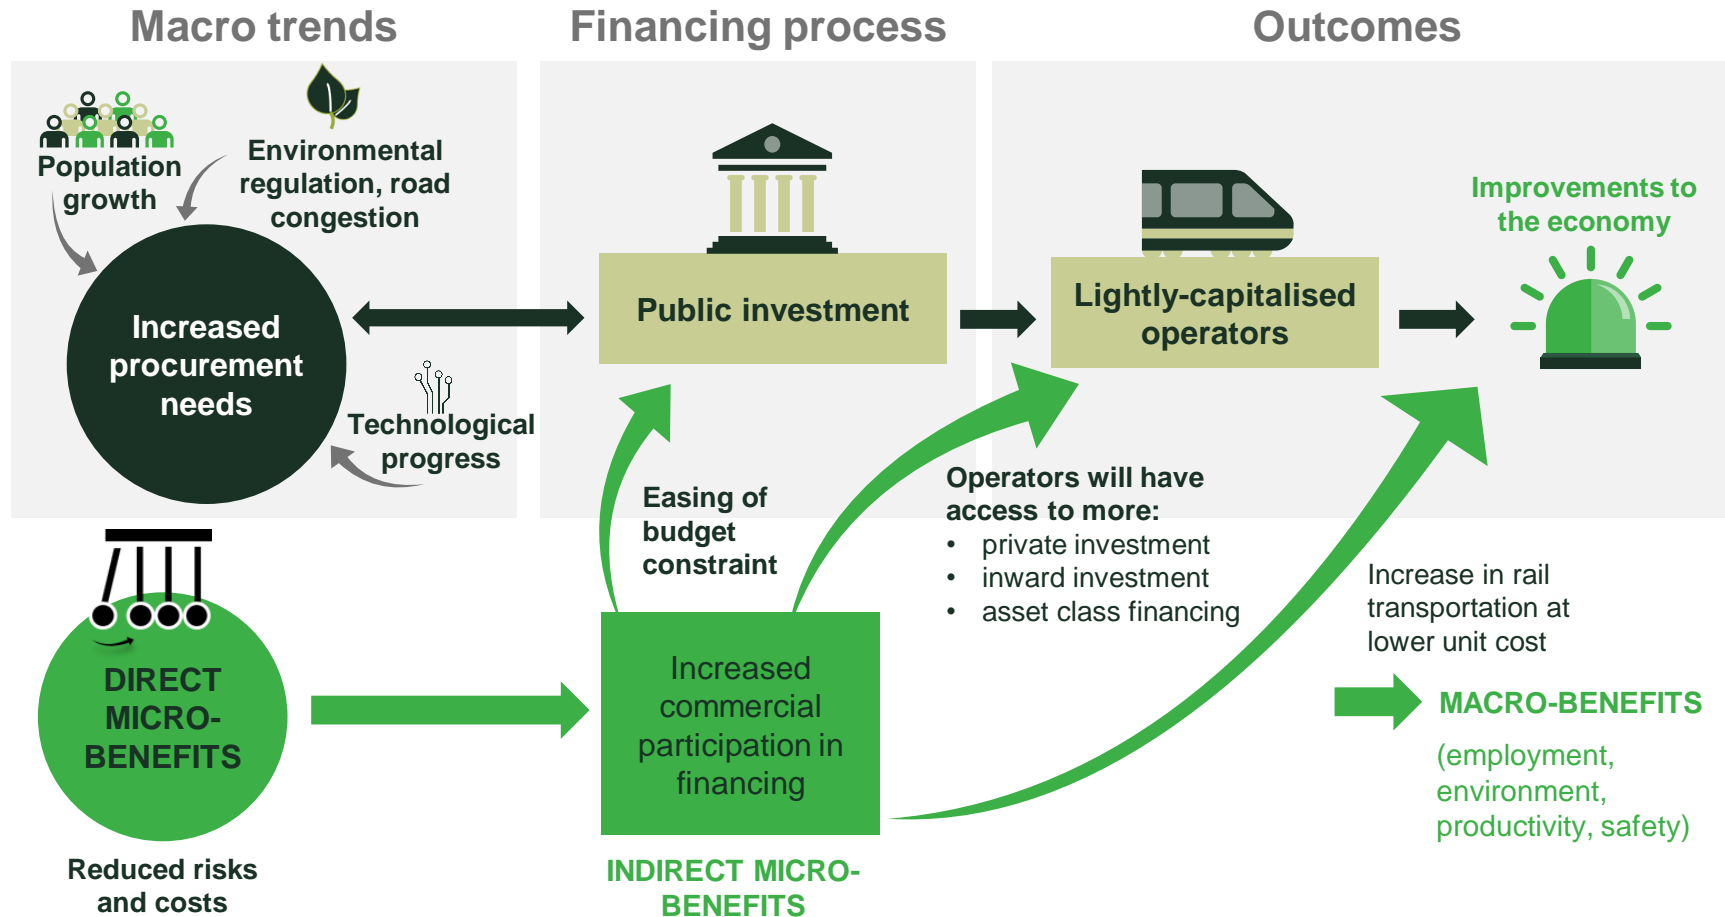 Macro trends
Financing process
Outcomes
Population
growth
Environmental
regulation, road
congestion
Increased
procurement
needs
Technological
progress
Public investment
Lightly-capitalised
operators
Improvements to
the economy
Easing of
budget
constraint
Operators will have
access to more:
• private investment
• inward investment
• asset class financing
Increase in rail
transportation at
lower unit cost
DIRECT
MICRO-
BENEFITS
Reduced risks
and costs
Increased
commercial
participation in
financing
INDIRECT MICRO-
BENEFITS
MACRO-BENEFITS
(employment,
environment,
productivity, safety)